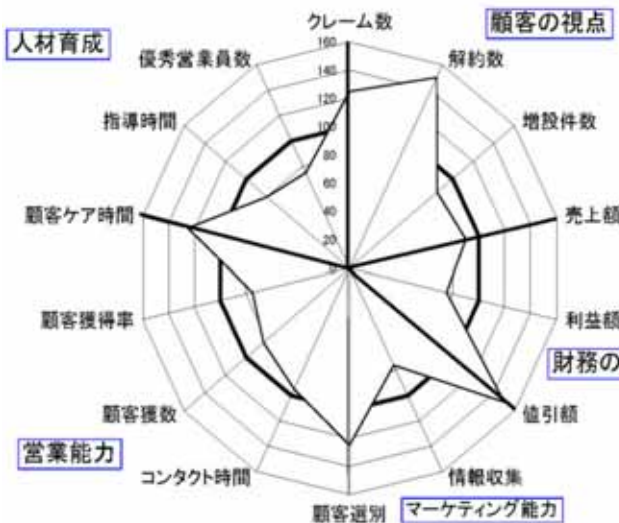 クレーム数
顧客の視点
人材育成
優秀営業員数
解約数
160
140
120
100
80
60
40
20
0
指導時間
増設件数
顧客ケア時間
売上額
顧客獲得率
利益額
財務の
顧客獲数
値引額
営業能力
コンタクト時間
情報収集
顧客選別
マーケティング能力